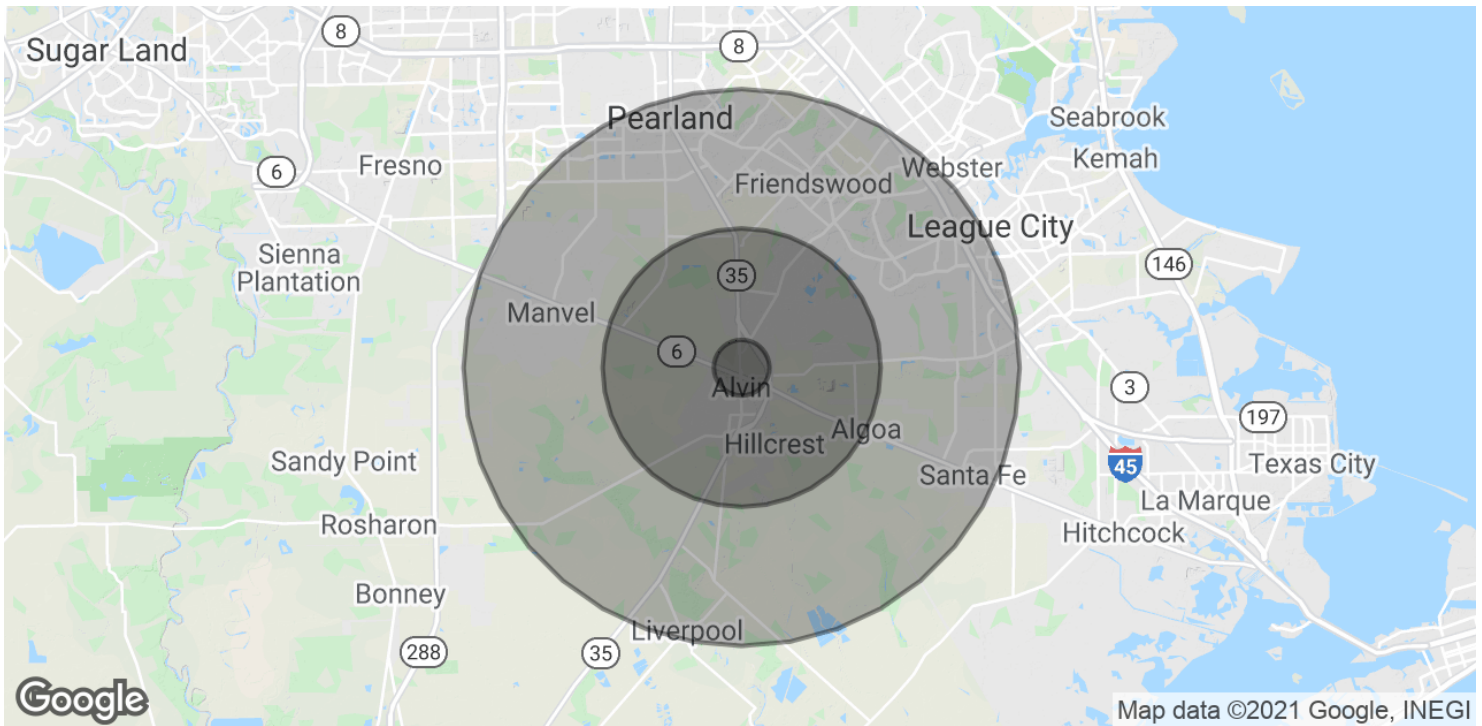 Sugar Land
8
8
Pearland
Seabrook
Kemah
Fresno
6
Webster
Friendswood
League City
Sienna
Plantation
146
35
Manvel
6
Alvin
3
197
Algoa
Hillcrest
Sandy Point
Santa Fe
45
Texas City
La Marque
Rosharon
Hitchcock
Bonney
Liverpool
288
35
Google
Map data ©2021 Google, INEGI